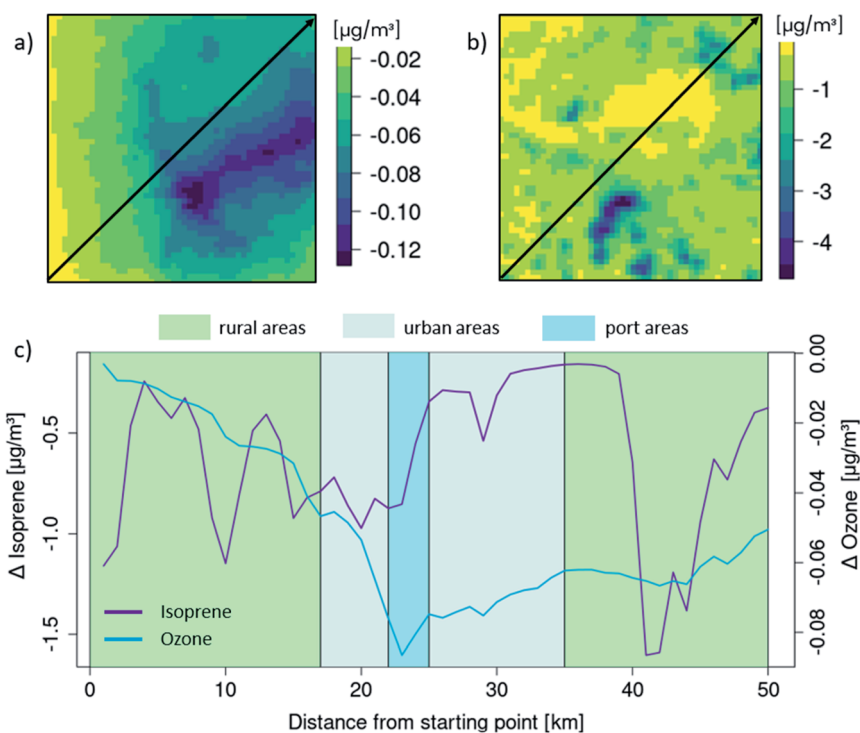 a)
[µg/m³]
-0.02
-0.04
-0.06
-0.08
-0.10
-0.12
b)
[µg/m³]
-1
-2
-3
-4
rural areas
urban areas
port areas
c)
Δ Isoprene [µg/m³]
-0.5
-1.0
-1.5
Isoprene
Ozone
0.00
-0.02
-0.04
-0.06
-0.08
Δ Ozone [µg/m³]
0 10 20 30 40 50
Distance from starting point [km]